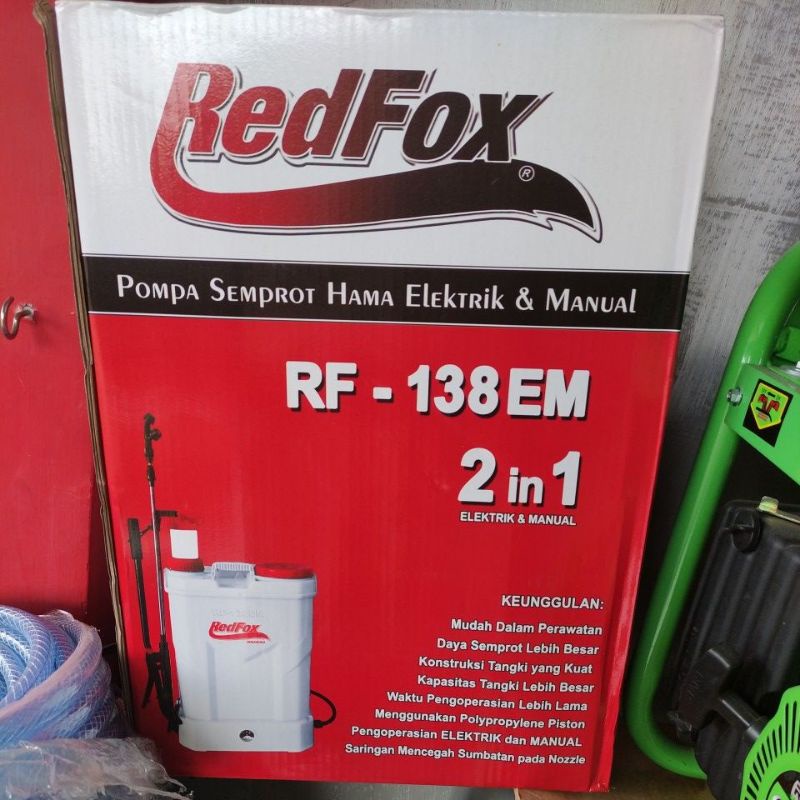 RedFox
®
Pompa Semprot Hama Elektrik & Manual
RF - 138EM
2 in 1
ELEKTRIK & MANUAL
RedFox
KEUNGGULAN:
Mudah Dalam Perawatan
Daya Semprot Lebih Besar
Konstruksi Tangki yang Kuat
Kapasitas Tangki Lebih Besar
Waktu Pengoperasian Lebih Lama
Menggunakan Polypropylene Piston
Pengoperasian ELEKTRIK dan MANUAL
Saringan Mencegah Sumbatan pada Nozzle